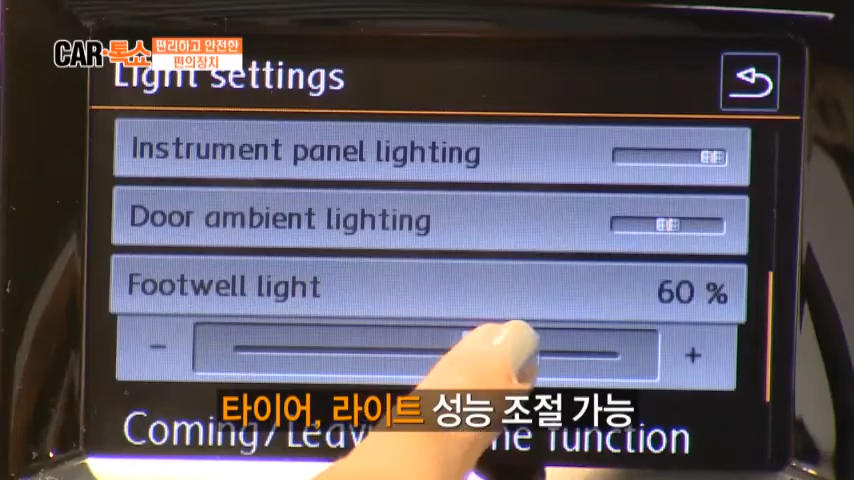 CAR·톡쇼 편리하고 안전한
편의장치
Light settings
Instrument panel lighting
Door ambient lighting
Footwell light 60 %
- +
타이어, 라이트 성능 조절 가능
Coming/ function